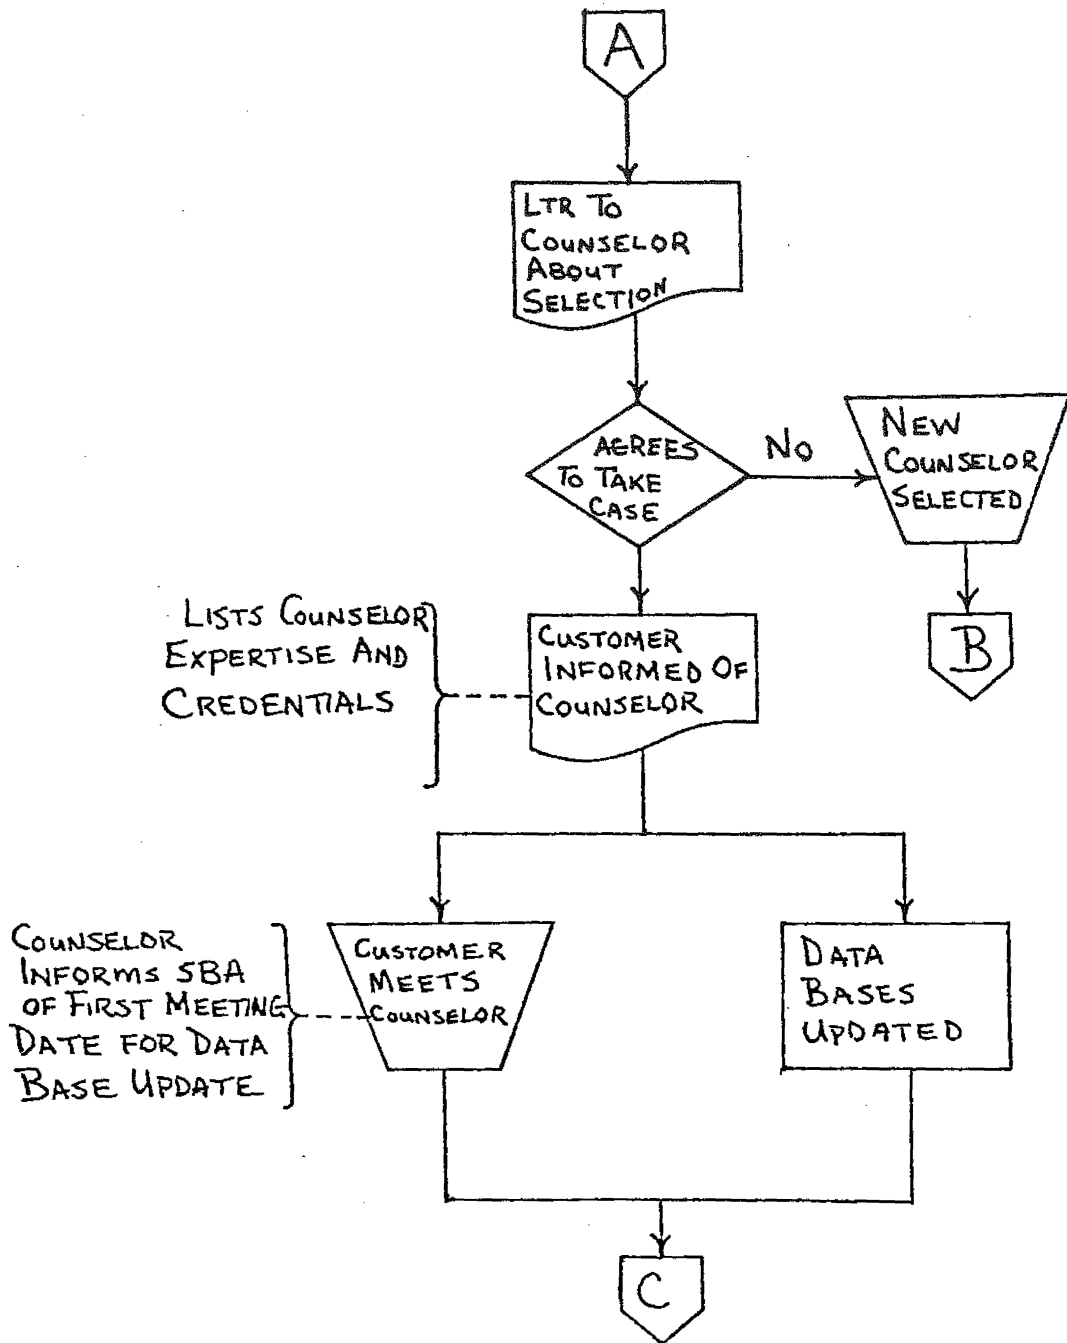 A
LTR TO
COUNSELOR
ABOUT
SELECTION
AGREES
TO TAKE
CASE
NO
NEW
COUNSELOR
SELECTED
B
LISTS COUNSELOR
EXPERTISE AND
CREDENTIALS
CUSTOMER
INFORMED OF
COUNSELOR
COUNSELOR
INFORMS SBA
OF FIRST MEETING
DATE FOR DATA
BASE UPDATE
CUSTOMER
MEETS
COUNSELOR
DATA
BASES
UPDATED
C